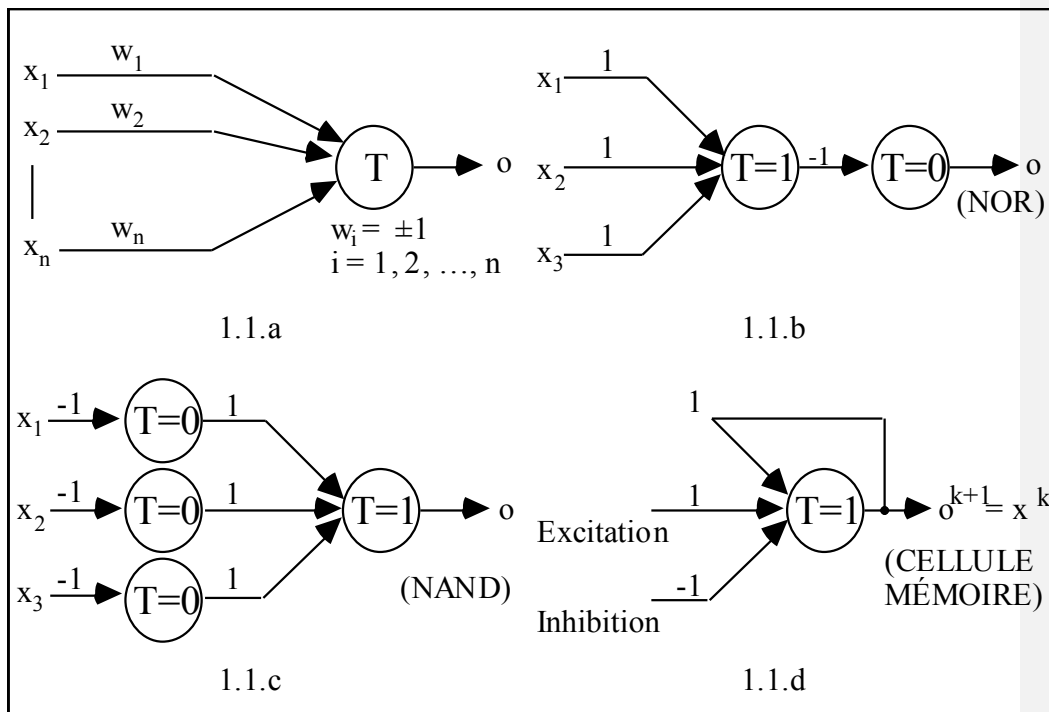 w1
x1
w2
x2
T
o
wn
xn
wi = ±1
i = 1, 2, …, n
1.1.a
1
x1
1
x2
T=1
-1
T=0
o
(NOR)
1
x3
1.1.b
x1
-1
T=0
1
x2
-1
T=0
1
T=1
o
x3
-1
T=0
1
(NAND)
1.1.c
1
1
Excitation
T=1
o^k+1 = x^k
(CELLULE
MÉMOIRE)
-1
Inhibition
1.1.d